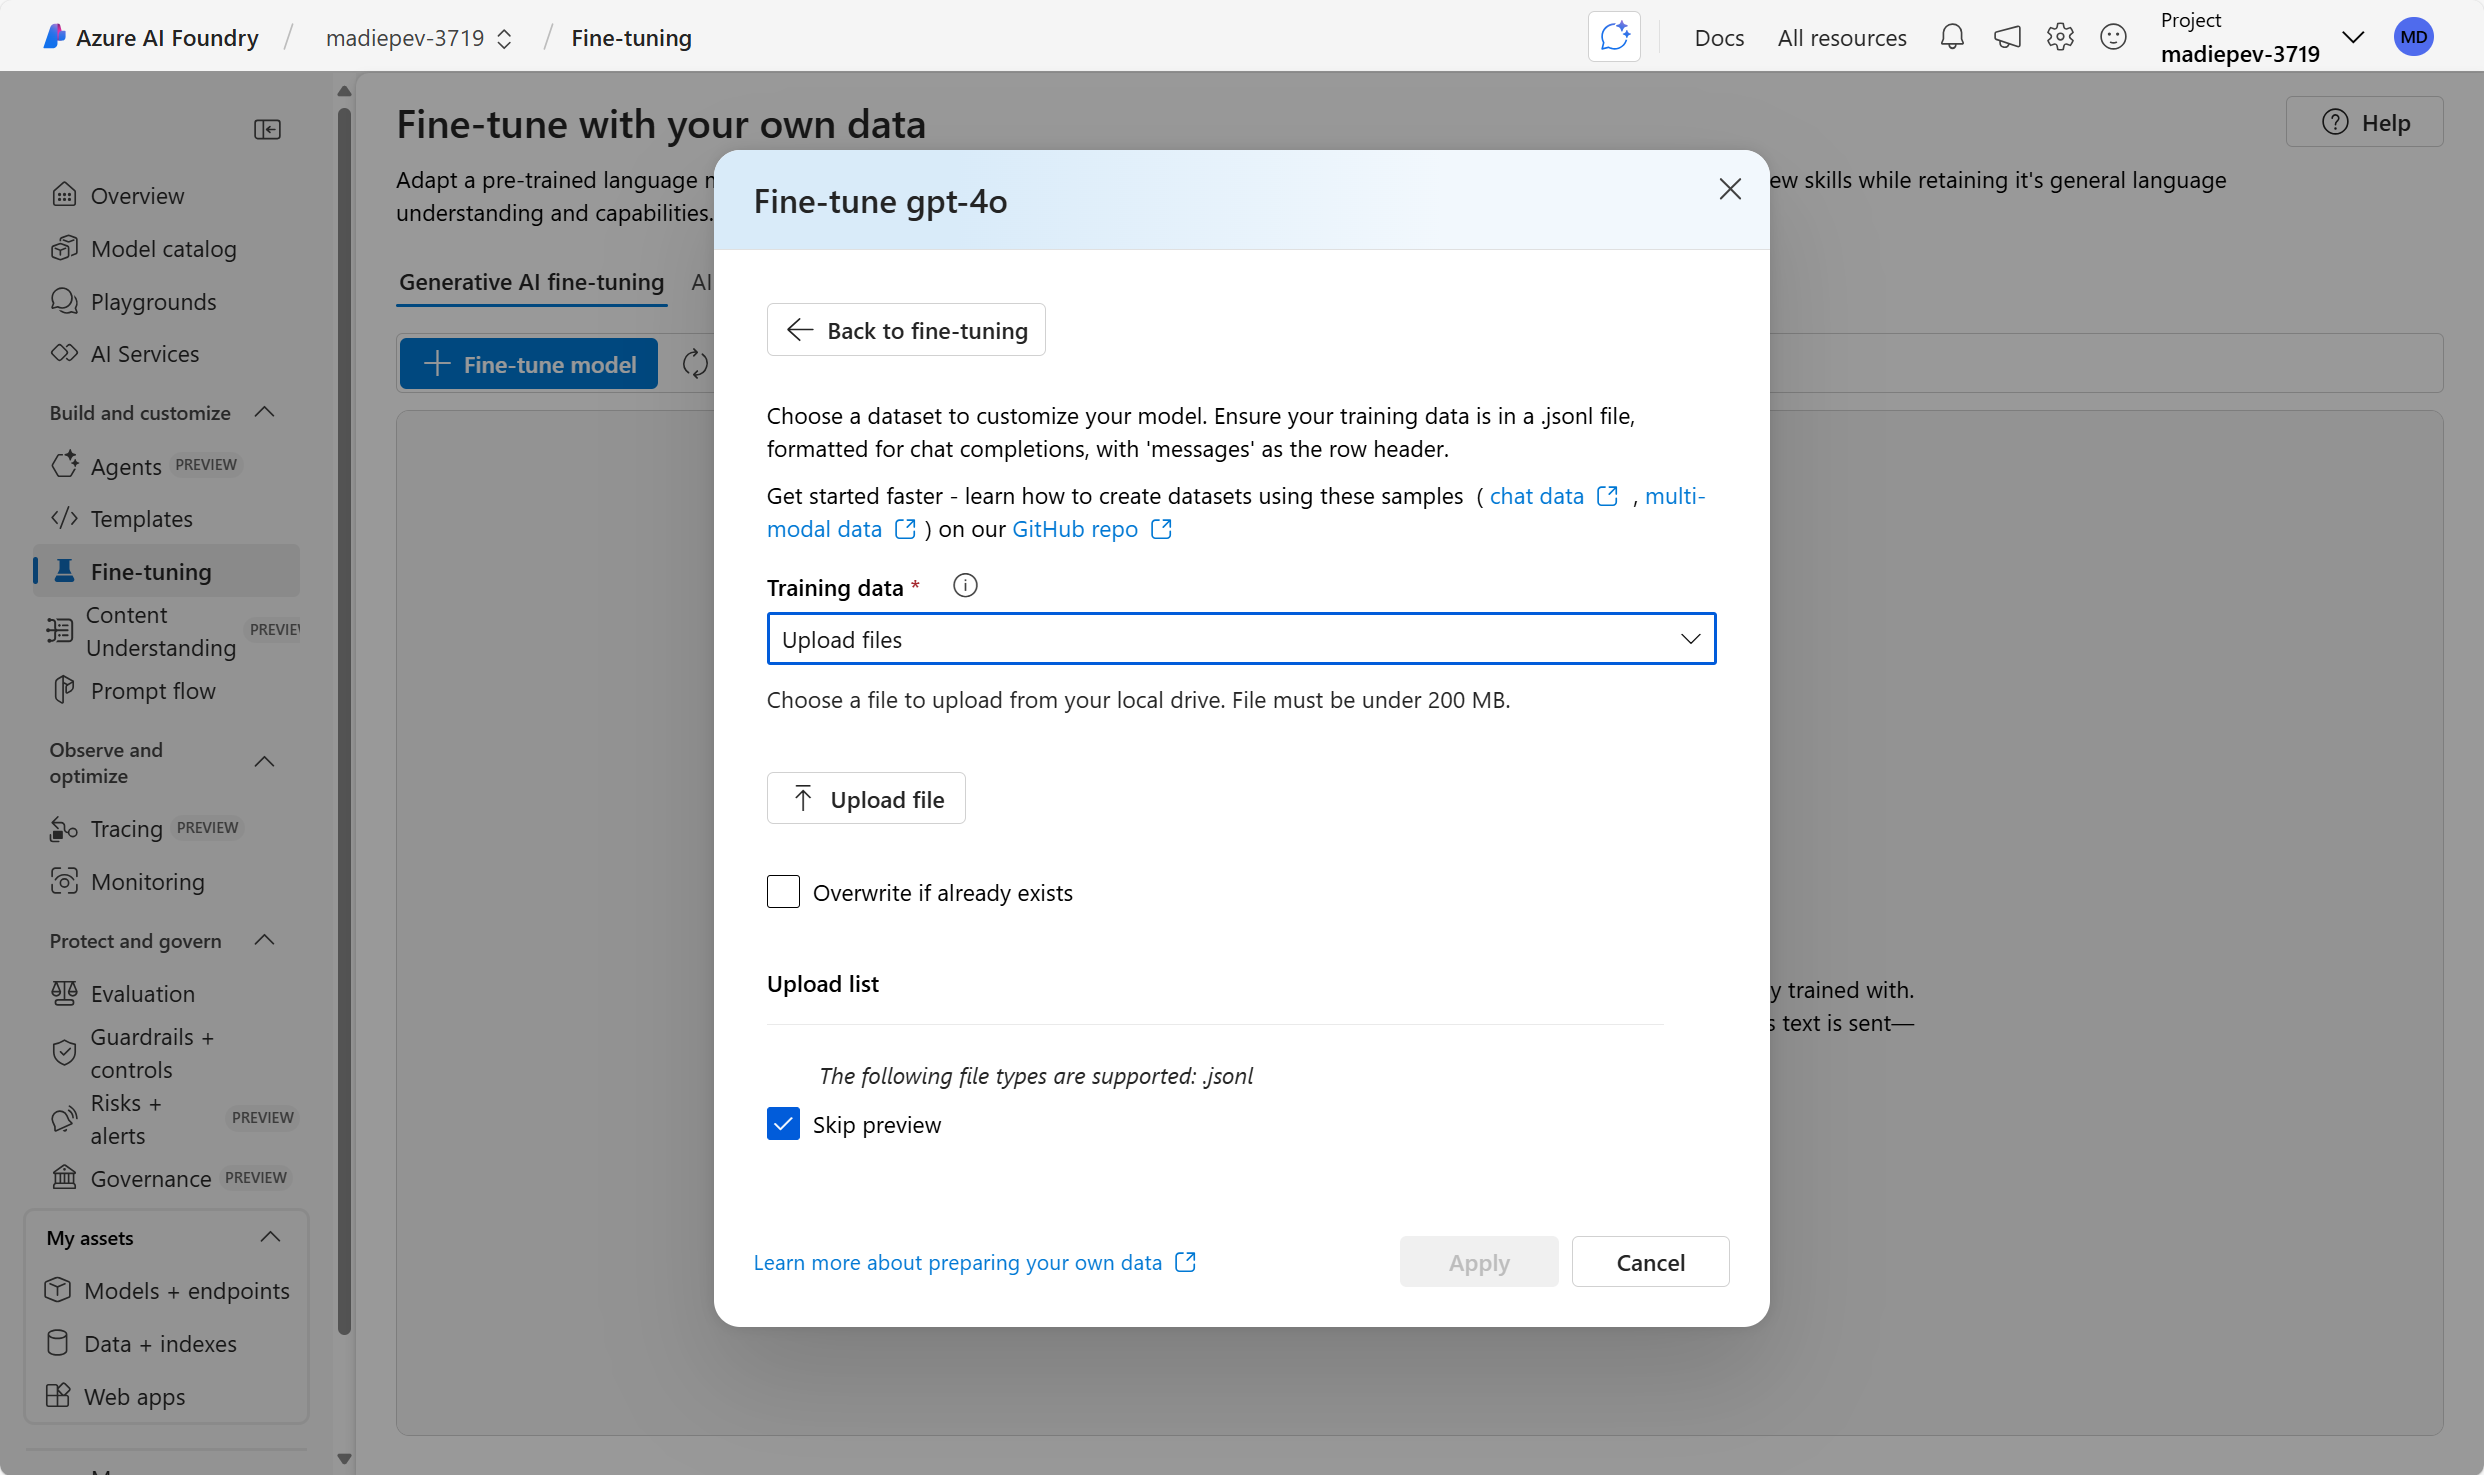 Azure AI Foundry / madiepev-3719 / Fine-tuning
Docs
All resources
Project
madiepev-3719
MD
Overview
Model catalog
Playgrounds
AI Services
Build and customize
Agents PREVIEW
Templates
Fine-tuning
Content
Understanding
Prompt flow
Observe and
optimize
Tracing PREVIEW
Monitoring
Protect and govern
Evaluation
Guardrails +
controls
Risks +
alerts
PREVIEW
Governance PREVIEW
My assets
Models + endpoints
Data + indexes
Web apps
Fine-tune with your own data
Help
Adapt a pre-trained language
skills while retaining it's general language
understanding and capabilities.
Generative AI fine-tuning
AI
Fine-tune model
trained with.
text is sent—
Fine-tune gpt-4o
Back to fine-tuning
Choose a dataset to customize your model. Ensure your training data is in a .jsonl file,
formatted for chat completions, with 'messages' as the row header.
Get started faster - learn how to create datasets using these samples ( chat data , multi-
modal data ) on our GitHub repo
Training data *
Upload files
Choose a file to upload from your local drive. File must be under 200 MB.
Upload file
Overwrite if already exists
Upload list
The following file types are supported: .jsonl
Skip preview
Learn more about preparing your own data
Apply
Cancel